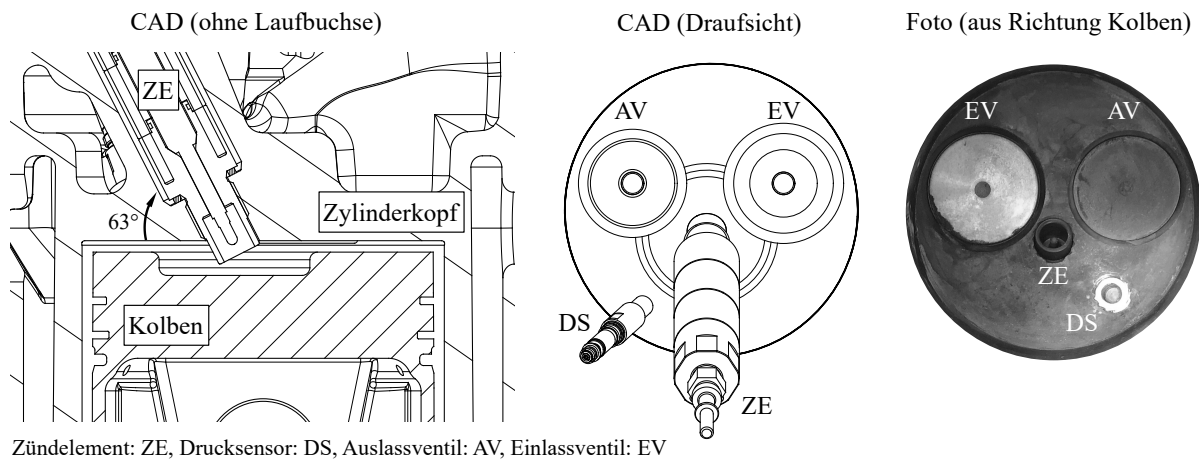 CAD (ohne Laufbuchse)
CAD (Draufsicht)
Foto (aus Richtung Kolben)
ZE
63°
Zylinderkopf
Kolben
AV
EV
DS
ZE
EV
AV
ZE
DS
Zündelement: ZE, Drucksensor: DS, Auslassventil: AV, Einlassventil: EV